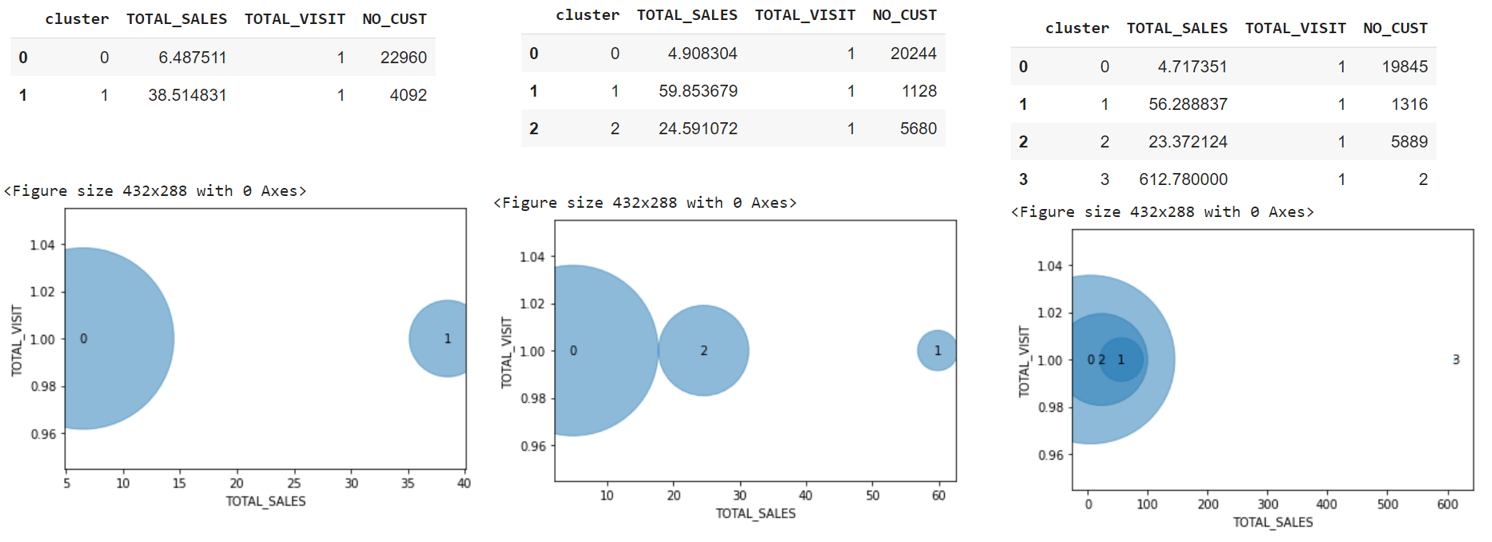 cluster TOTAL_SALES TOTAL_VISIT NO_CUST
0 0 6.487511 1 22960
1 1 38.514831 1 4092
<Figure size 432x288 with 0 Axes>
1.04
1.02
1.00
0.98
0.96
TOTAL_VISIT
0 1
5 10 15 20 25 30 35 40
TOTAL_SALES
cluster TOTAL_SALES TOTAL_VISIT NO_CUST
0 0 4.908304 1 20244
1 1 59.853679 1 1128
2 2 24.591072 1 5680
<Figure size 432x288 with 0 Axes>
1.04
1.02
1.00
0.98
0.96
TOTAL_VISIT
0 2 1
10 20 30 40 50 60
TOTAL_SALES
cluster TOTAL_SALES TOTAL_VISIT NO_CUST
0 0 4.717351 1 19845
1 1 56.288837 1 1316
2 2 23.372124 1 5889
3 3 612.780000 1 2
<Figure size 432x288 with 0 Axes>
1.04
1.02
1.00
0.98
0.96
TOTAL_VISIT
0 2 1 3
0 100 200 300 400 500 600
TOTAL_SALES